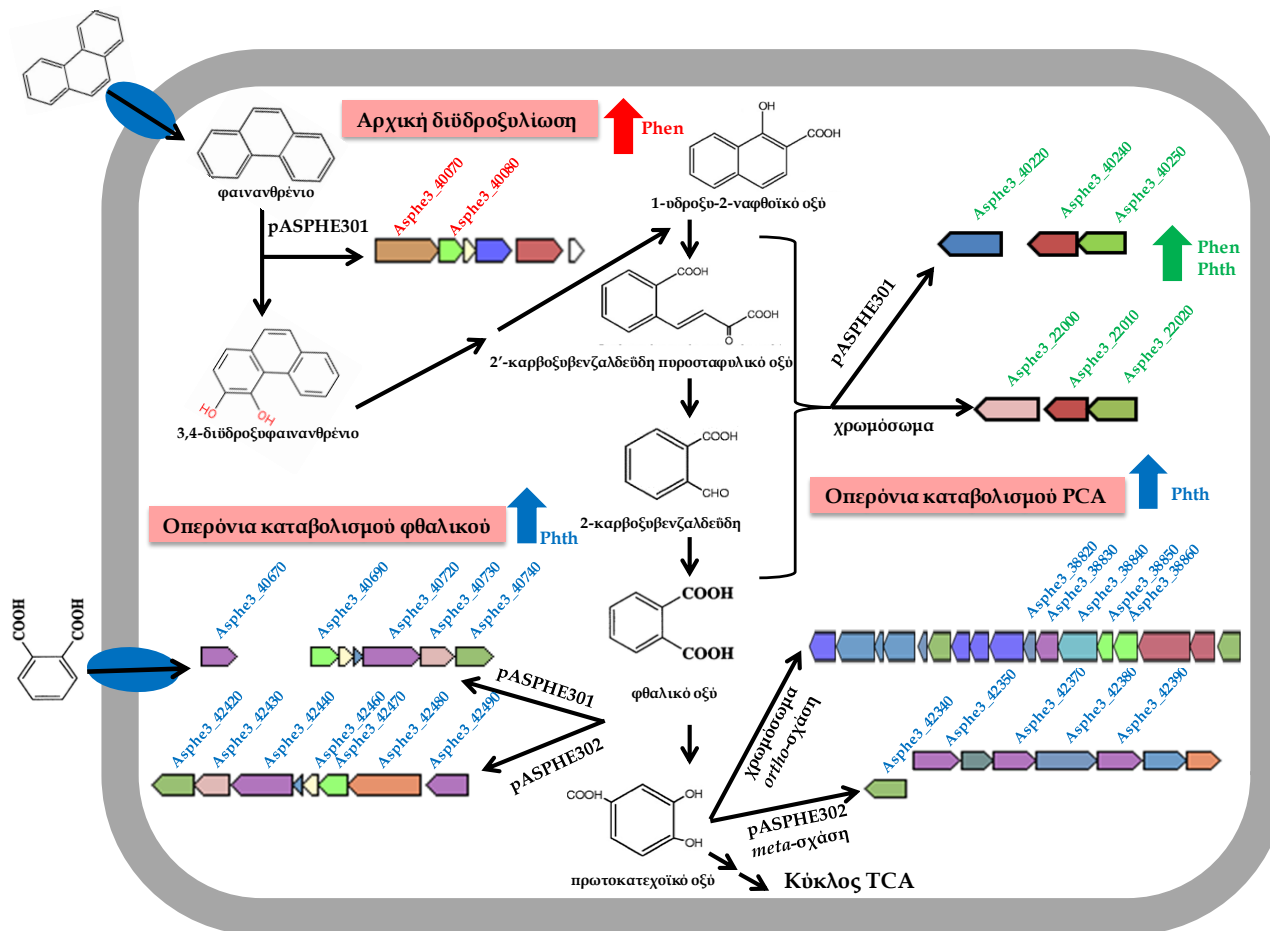 Αρχική διϋδροξυλίωση
Phen
φαινανθρένιο
pASPHE301
Asphe3_40070
Asphe3_40080
HO
OH
3,4-διϋδροξυφαινανθρένιο
OH
COOH
1-υδροξυ-2-ναφθοϊκό οξύ
COOH
COOH
O
2’-καρβοξυβενζαλδεΰδη πυροσταφυλικό οξύ
COOH
CHO
2-καρβοξυβενζαλδεΰδη
COOH
COOH
φθαλικό οξύ
COOH
OH
OH
πρωτοκατεχοϊκό οξύ
Κύκλος TCA
Asphe3_40220
Asphe3_40240
Asphe3_40250
Phen
Phth
pASPHE301
Asphe3_22000
Asphe3_22010
Asphe3_22020
χρωμόσωμα
Οπερόνια καταβολισμού PCA
Phth
Asphe3_38820
Asphe3_38830
Asphe3_38840
Asphe3_38850
Asphe3_38860
χρωμόσωμα
ortho-σχάση
Asphe3_42340
Asphe3_42350
Asphe3_42370
Asphe3_42380
Asphe3_42390
pASPHE302
meta-σχάση
Οπερόνια καταβολισμού φθαλικού
Phth
COOH
COOH
Asphe3_40670
Asphe3_40690
Asphe3_40720
Asphe3_40730
Asphe3_40740
pASPHE301
Asphe3_42420
Asphe3_42430
Asphe3_42440
Asphe3_42460
Asphe3_42470
Asphe3_42480
Asphe3_42490
pASPHE302